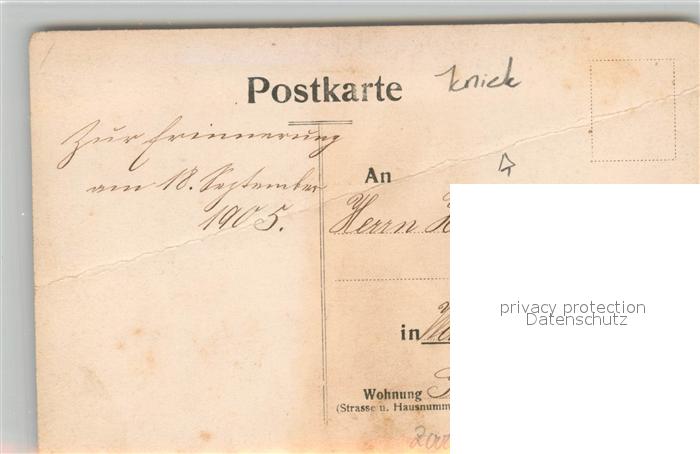 Postkarte
knick
Zur Erinnerung
am 18. September
1905.
An
Herrn
in
privacy protection
Datenschutz
Wohnung
(Strasse u. Hausnumm